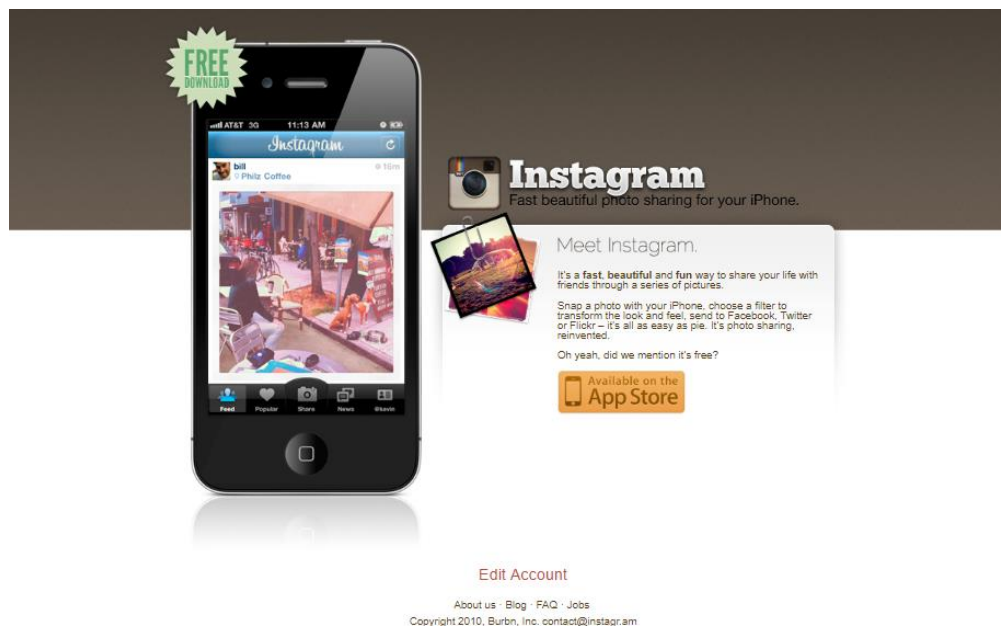 FREE
DOWNLOAD
AT&T 3G 11:13 AM
Instagram
bill 16m
Philz Coffee
Feed Popular Share News @kevin
Instagram
Fast beautiful photo sharing for your iPhone.
Meet Instagram.
It's a fast, beautiful and fun way to share your life with
friends through a series of pictures.
Snap a photo with your iPhone, choose a filter to
transform the look and feel, send to Facebook, Twitter
or Flickr – it's all as easy as pie. It's photo sharing,
reinvented.
Oh yeah, did we mention it's free?
Available on the
App Store
Edit Account
About us · Blog · FAQ · Jobs
Copyright 2010, Burbn, Inc. contact@instagr.am